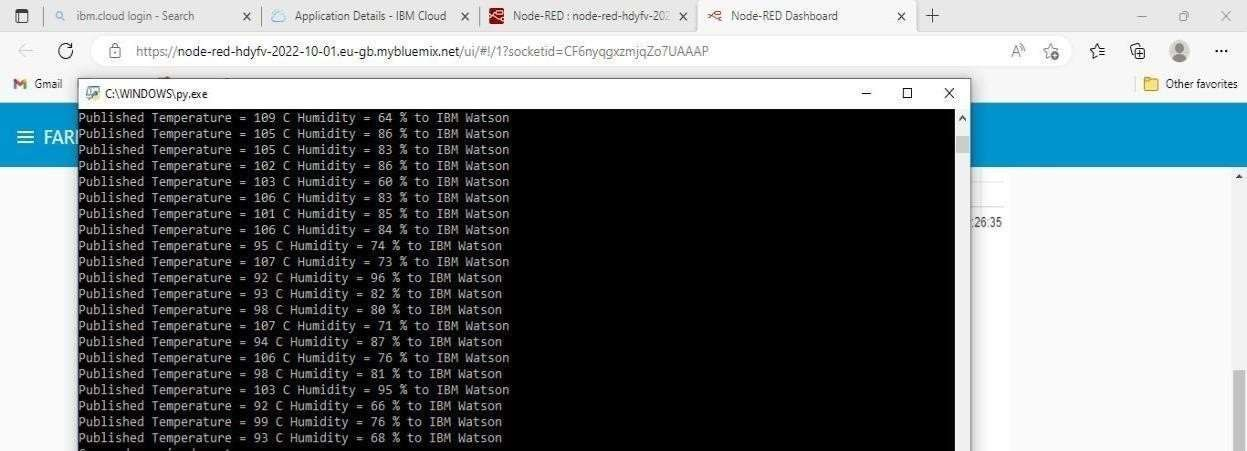 ibm.cloud login - Search
Application Details - IBM Cloud
Node-RED : node-red-hdyfv-202
Node-RED Dashboard
https://node-red-hdyfv-2022-10-01.eu-gb.mybluemix.net/ui/#!/1?socketid=CF6nyqgxzmjqZo7UAAAP
Gmail
Other favorites
C:\WINDOWS\py.exe
FAR
Published Temperature = 109 C Humidity = 64 % to IBM Watson
Published Temperature = 105 C Humidity = 86 % to IBM Watson
Published Temperature = 105 C Humidity = 83 % to IBM Watson
Published Temperature = 102 C Humidity = 86 % to IBM Watson
Published Temperature = 103 C Humidity = 60 % to IBM Watson
Published Temperature = 106 C Humidity = 83 % to IBM Watson
Published Temperature = 101 C Humidity = 85 % to IBM Watson
Published Temperature = 106 C Humidity = 84 % to IBM Watson
Published Temperature = 95 C Humidity = 74 % to IBM Watson
Published Temperature = 107 C Humidity = 73 % to IBM Watson
Published Temperature = 92 C Humidity = 96 % to IBM Watson
Published Temperature = 93 C Humidity = 82 % to IBM Watson
Published Temperature = 98 C Humidity = 80 % to IBM Watson
Published Temperature = 107 C Humidity = 71 % to IBM Watson
Published Temperature = 94 C Humidity = 87 % to IBM Watson
Published Temperature = 106 C Humidity = 76 % to IBM Watson
Published Temperature = 98 C Humidity = 81 % to IBM Watson
Published Temperature = 103 C Humidity = 95 % to IBM Watson
Published Temperature = 92 C Humidity = 66 % to IBM Watson
Published Temperature = 99 C Humidity = 76 % to IBM Watson
Published Temperature = 93 C Humidity = 68 % to IBM Watson
:26:35